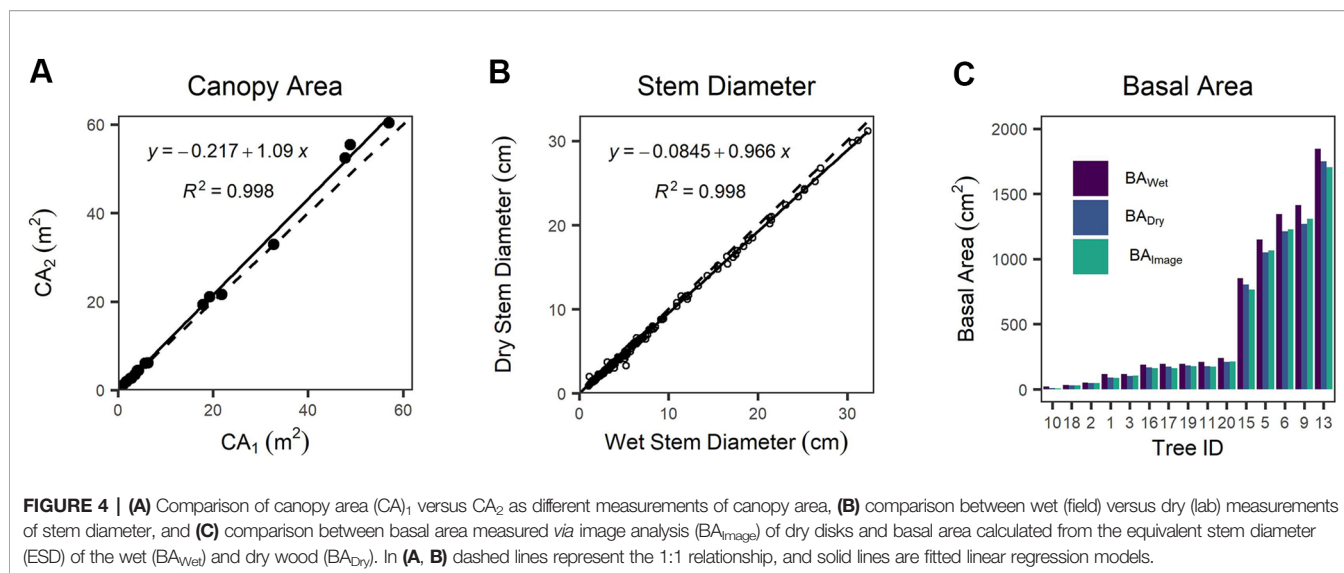 A
Canopy Area
60
40
20
0
0 20 40 60
CA₂ (m²)
CA₁ (m²)
y = −0.217 + 1.09 x
R² = 0.998
B
Stem Diameter
30
20
10
0
0 10 20 30
Dry Stem Diameter (cm)
Wet Stem Diameter (cm)
y = −0.0845 + 0.966 x
R² = 0.998
C
Basal Area
2000
1500
1000
500
0
Basal Area (cm²)
BA_Wet
BA_Dry
BA_Image
10 18 2 1 3 16 17 19 11 20 15 5 6 9 13
Tree ID
FIGURE 4 | (A) Comparison of canopy area (CA)₁ versus CA₂ as different measurements of canopy area, (B) comparison between wet (field) versus dry (lab) measurements
of stem diameter, and (C) comparison between basal area measured via image analysis (BA_Image) of dry disks and basal area calculated from the equivalent stem diameter
(ESD) of the wet (BA_Wet) and dry wood (BA_Dry). In (A, B) dashed lines represent the 1:1 relationship, and solid lines are fitted linear regression models.